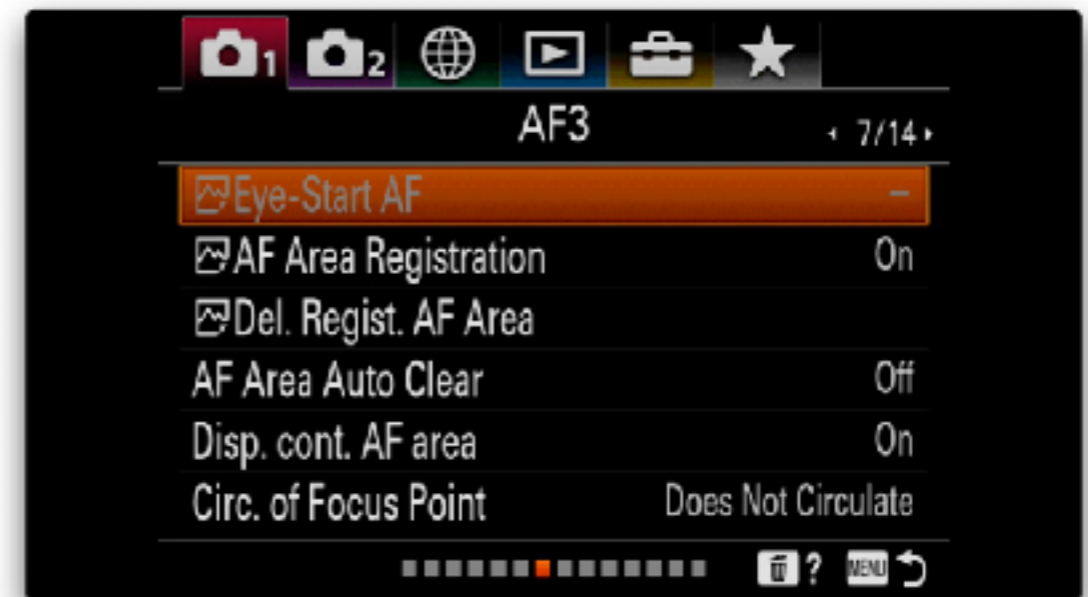 1 2
AF3 7/14
Eye-Start AF –
AF Area Registration On
Del. Regist. AF Area
AF Area Auto Clear Off
Disp. cont. AF area On
Circ. of Focus Point Does Not Circulate
? MENU